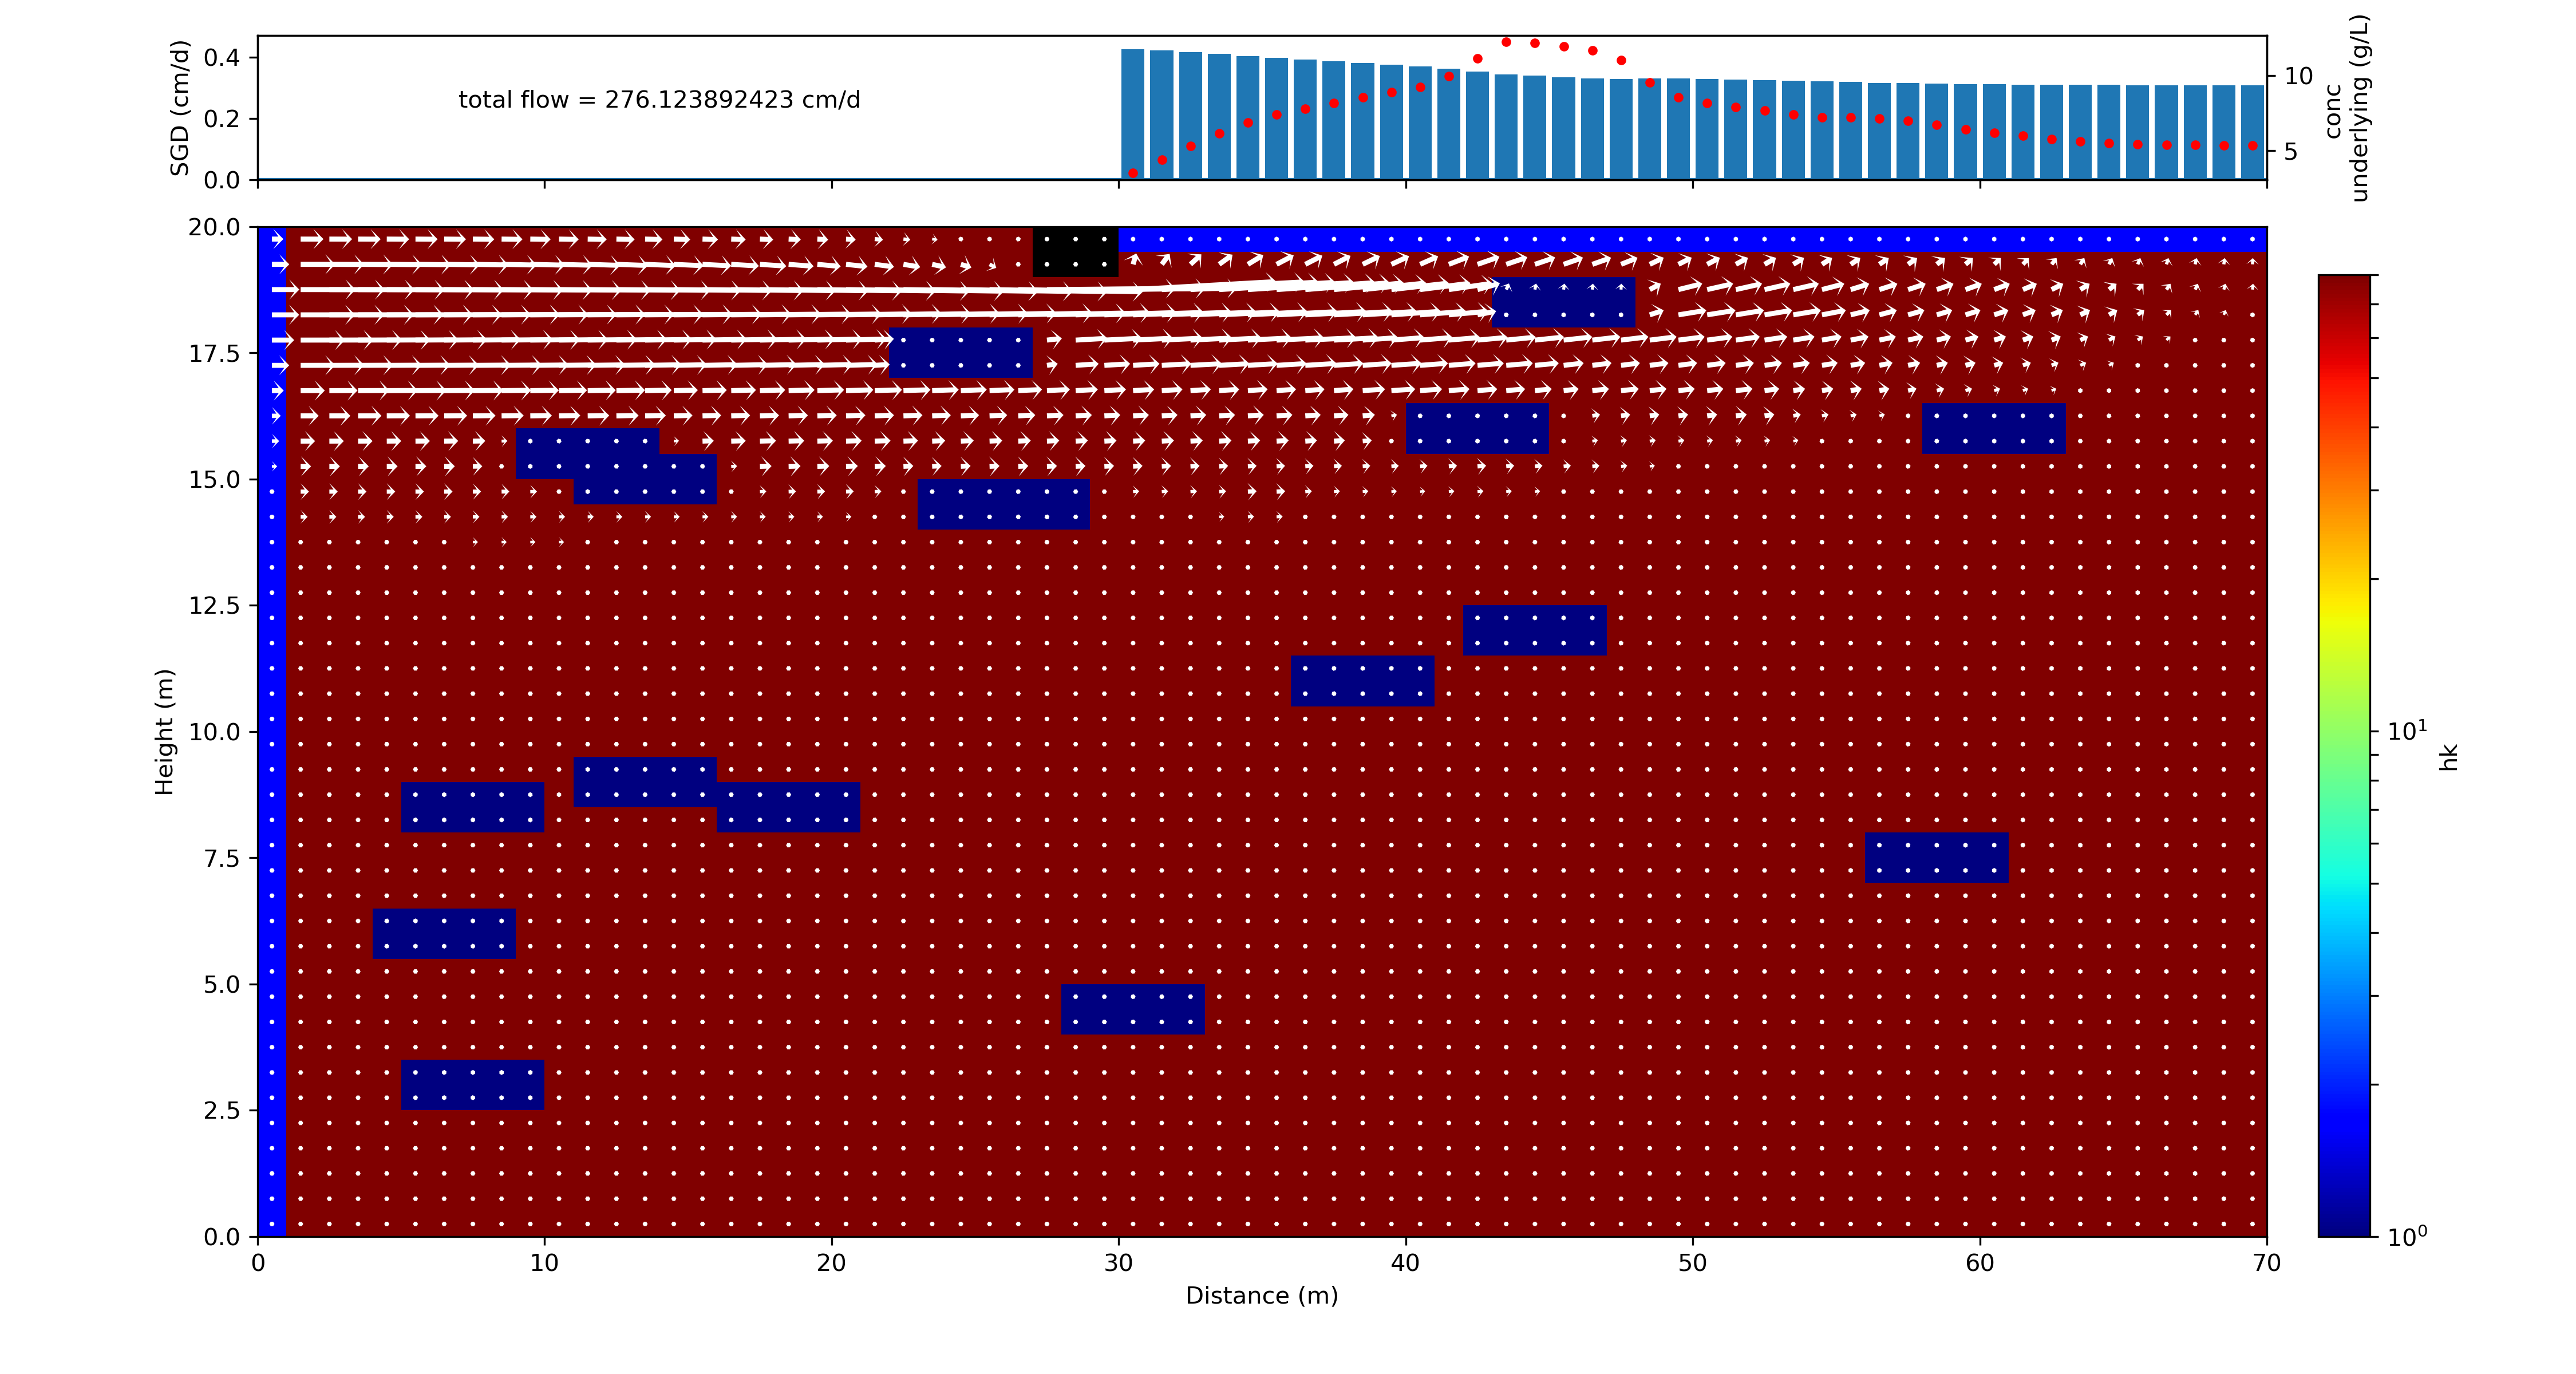 SGD (cm/d)
0.4
0.2
0.0
total flow = 276.123892423 cm/d
10
5
conc
underlying (g/L)
20.0
17.5
15.0
12.5
10.0
7.5
5.0
2.5
0.0
Height (m)
0 10 20 30 40 50 60 70
Distance (m)
10¹
10⁰
hk